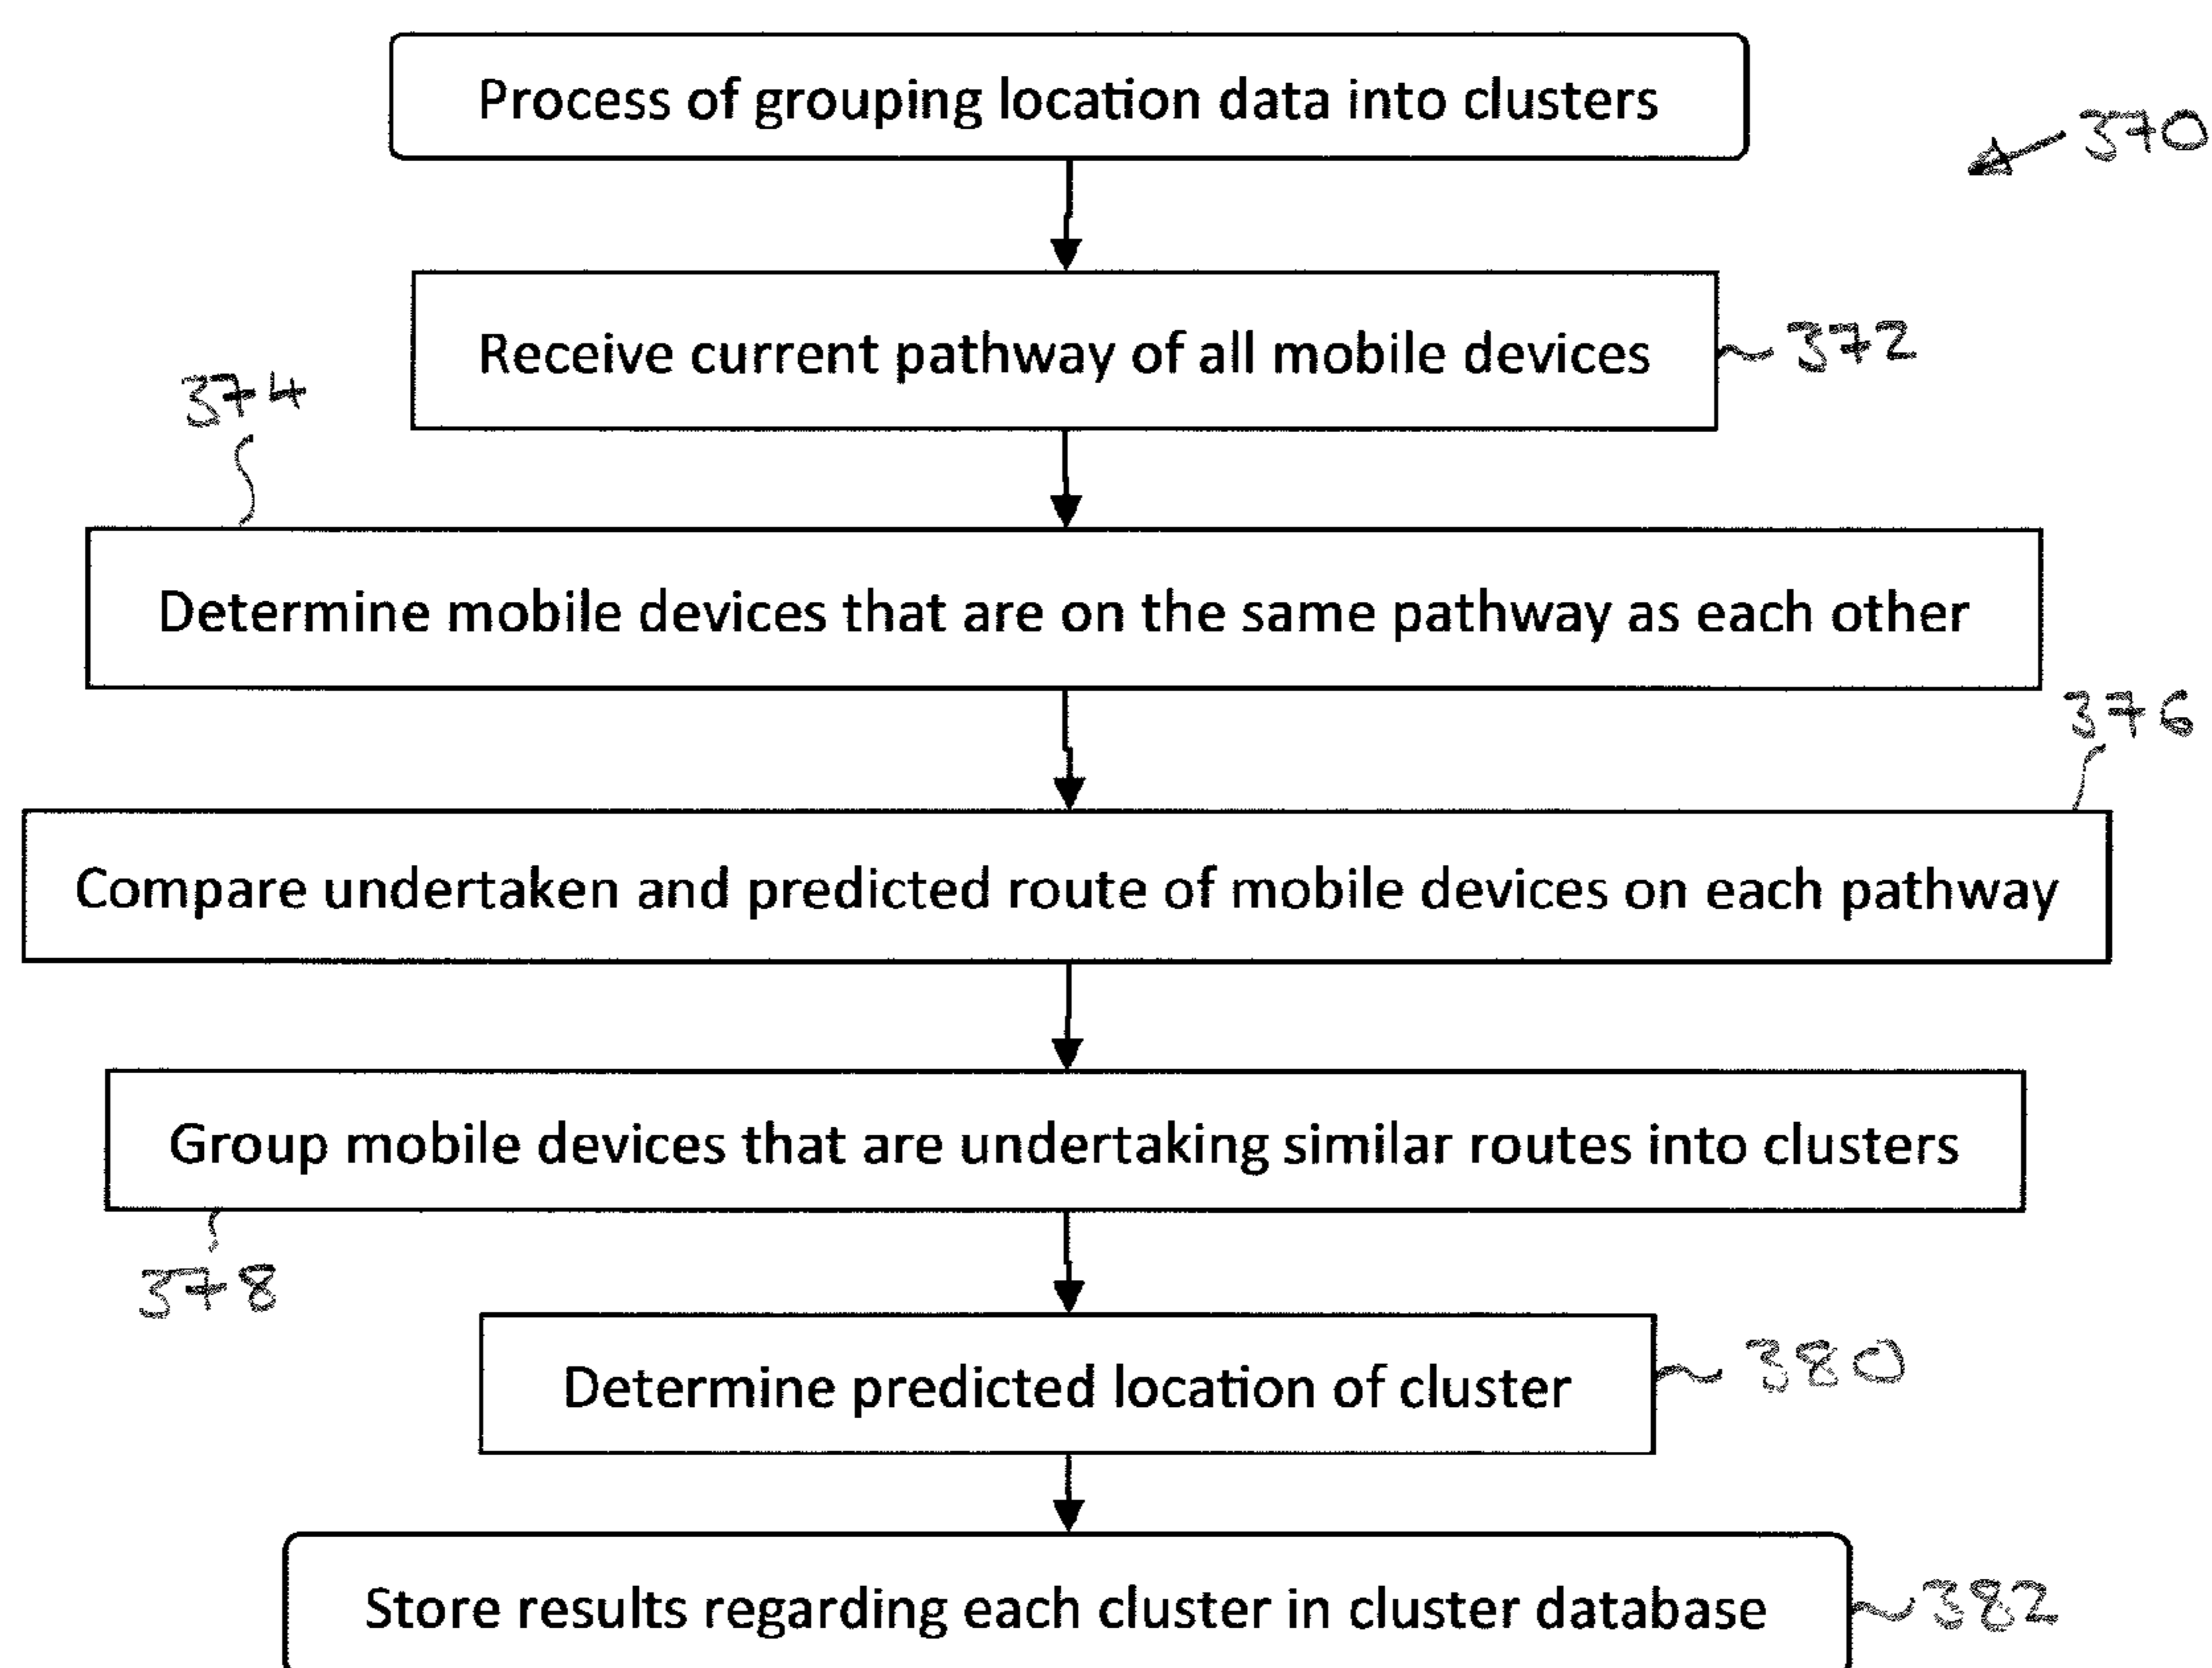 Process of grouping location data into clusters
370
Receive current pathway of all mobile devices
372
374
Determine mobile devices that are on the same pathway as each other
376
Compare undertaken and predicted route of mobile devices on each pathway
Group mobile devices that are undertaking similar routes into clusters
378
Determine predicted location of cluster
380
Store results regarding each cluster in cluster database
382